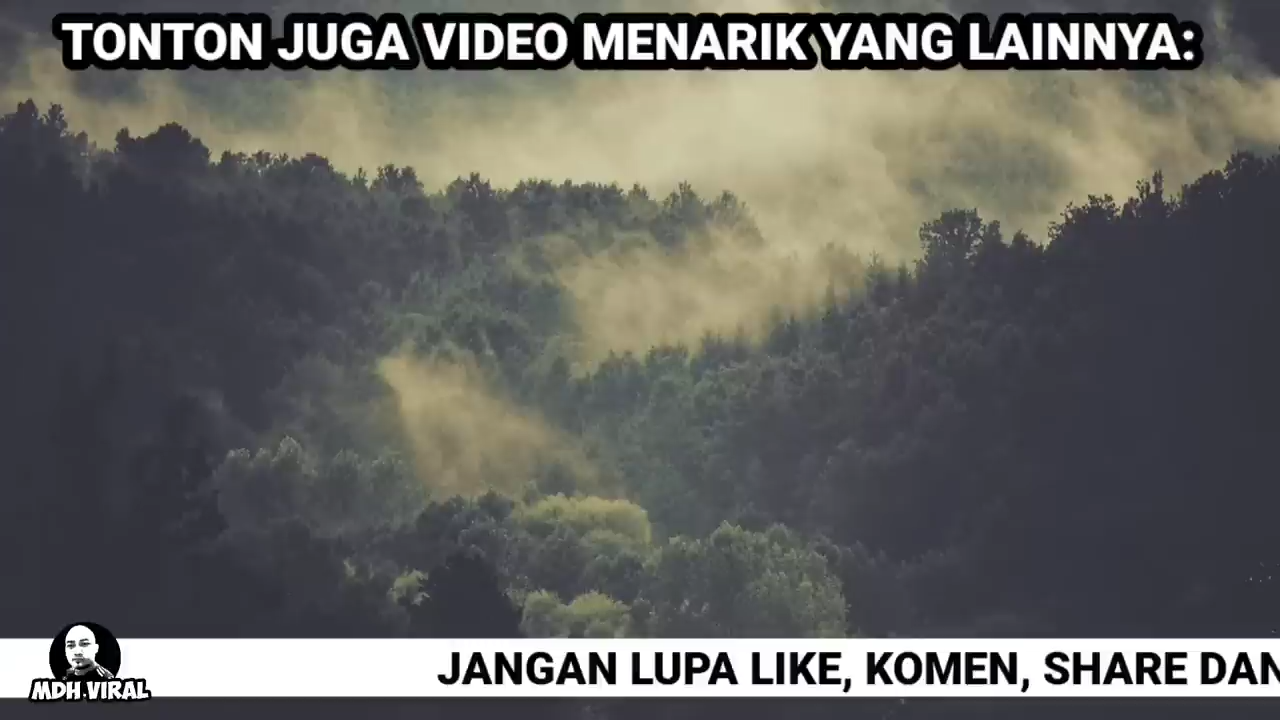 TONTON JUGA VIDEO MENARIK YANG LAINNYA:
JANGAN LUPA LIKE, KOMEN, SHARE DAN
MDH.VIRAL